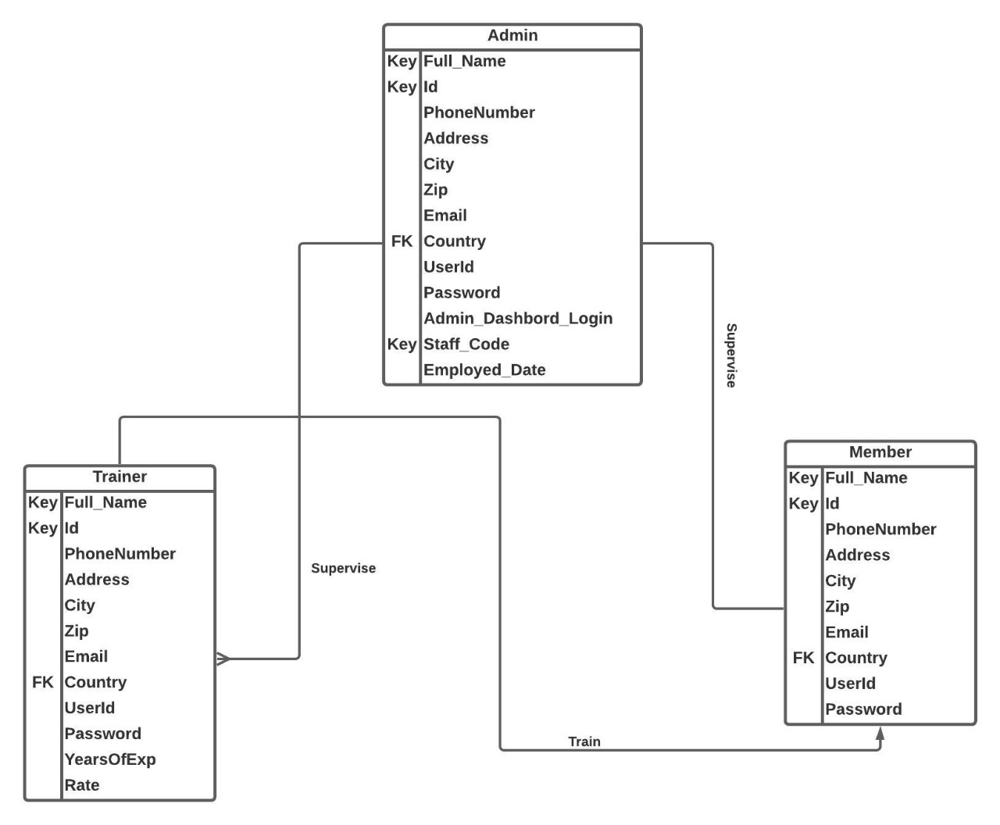 Admin
Key Full_Name
Key Id
PhoneNumber
Address
City
Zip
Email
FK Country
UserId
Password
Admin_Dashbord_Login
Key Staff_Code
Employed_Date
Supervise
Trainer
Key Full_Name
Key Id
PhoneNumber
Address
City
Zip
Email
FK Country
UserId
Password
YearsOfExp
Rate
Supervise
Member
Key Full_Name
Key Id
PhoneNumber
Address
City
Zip
Email
FK Country
UserId
Password
Train